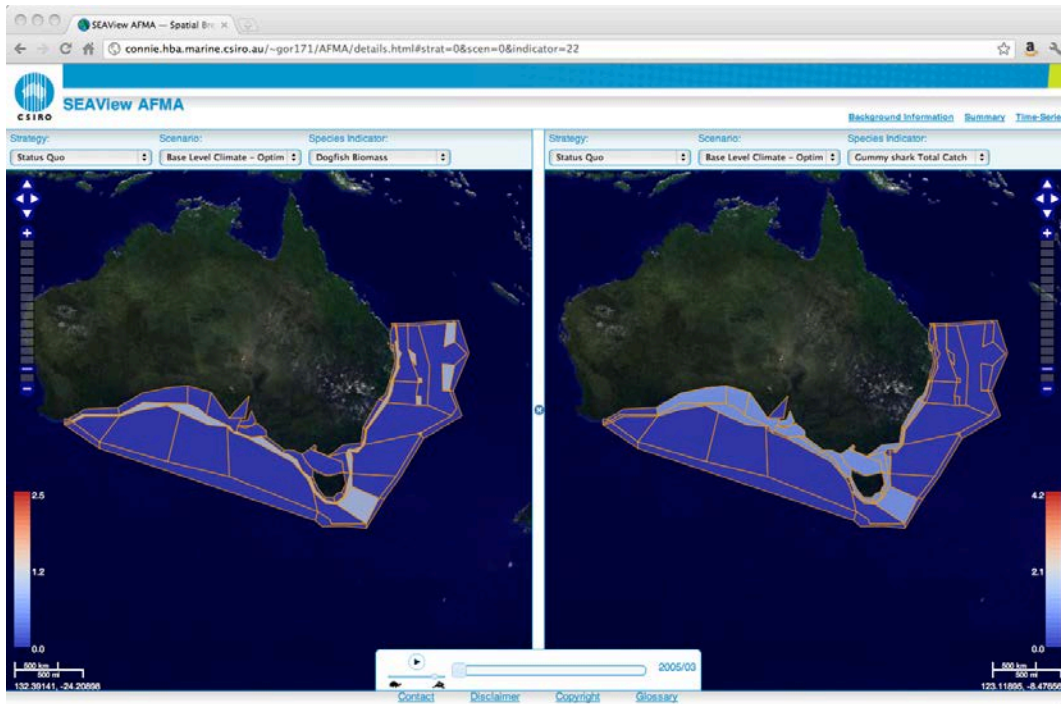 SEAView AFMA — Spatial Bro
connie.hba.marine.csiro.au/~gor171/AFMA/details.html#strat=0&scen=0&indicator=22
CSIRO
SEAView AFMA
Background Information Summary Time-Serie
Strategy: Scenario: Species Indicator:
Status Quo Base Level Climate - Optim Dogfish Biomass
Strategy: Scenario: Species Indicator:
Status Quo Base Level Climate - Optim Gummy shark Total Catch
2.5
1.2
0.0
500 km
500 mi
132.39141, -24.20898
4.2
2.1
0.0
500 km
500 mi
123.11895, -8.47656
2005/03
Contact Disclaimer Copyright Glossary